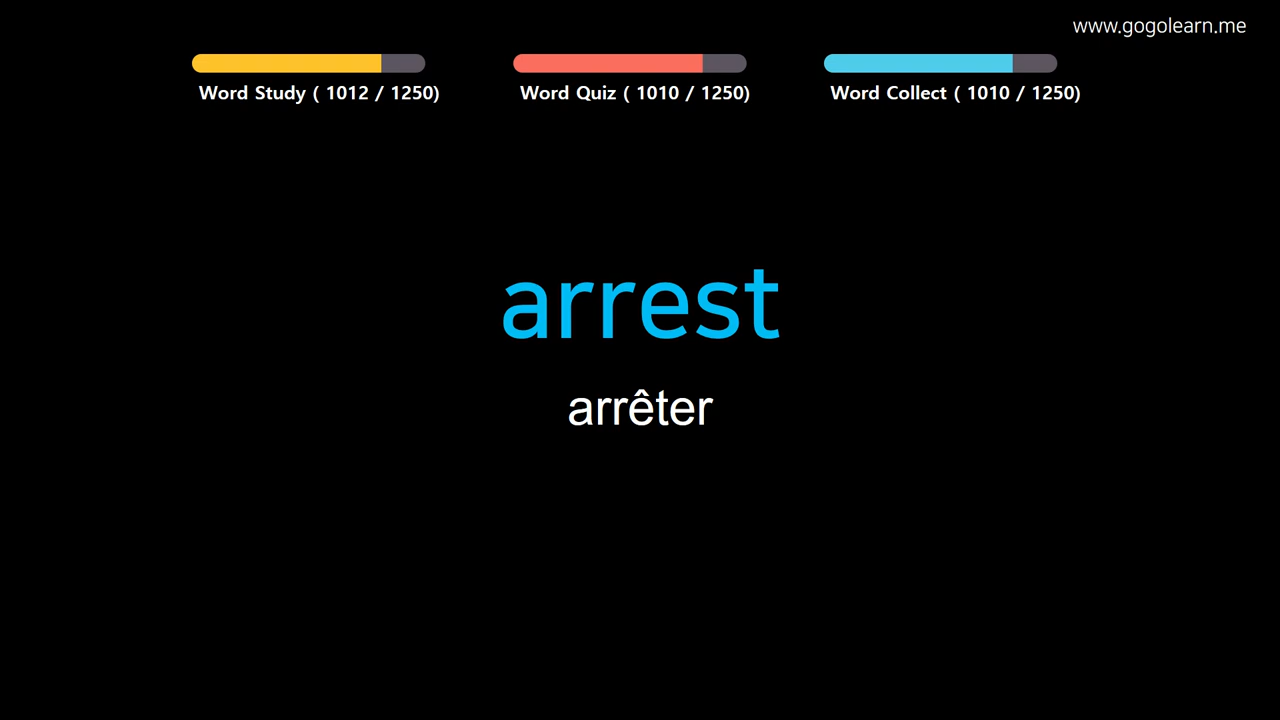 www.gogolearn.me
Word Study ( 1012 / 1250)
Word Quiz ( 1010 / 1250)
Word Collect ( 1010 / 1250)
arrest
arrêter